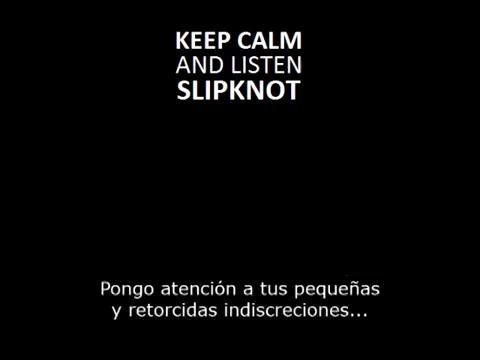 KEEP CALM
AND LISTEN
SLIPKNOT
Pongo atención a tus pequeñas
y retorcidas indiscreciones...